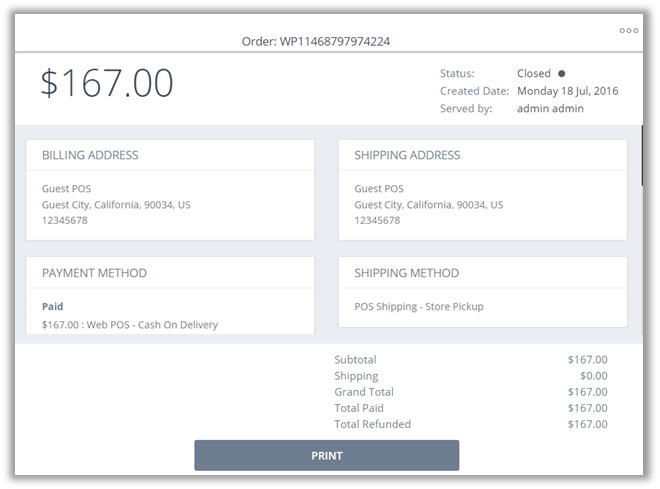 Order: WP11468797974224
$167.00
Status: Closed
Created Date: Monday 18 Jul, 2016
Served by: admin admin
BILLING ADDRESS
Guest POS
Guest City, California, 90034, US
12345678
SHIPPING ADDRESS
Guest POS
Guest City, California, 90034, US
12345678
PAYMENT METHOD
Paid
$167.00 : Web POS - Cash On Delivery
SHIPPING METHOD
POS Shipping - Store Pickup
Subtotal $167.00
Shipping $0.00
Grand Total $167.00
Total Paid $167.00
Total Refunded $167.00
PRINT